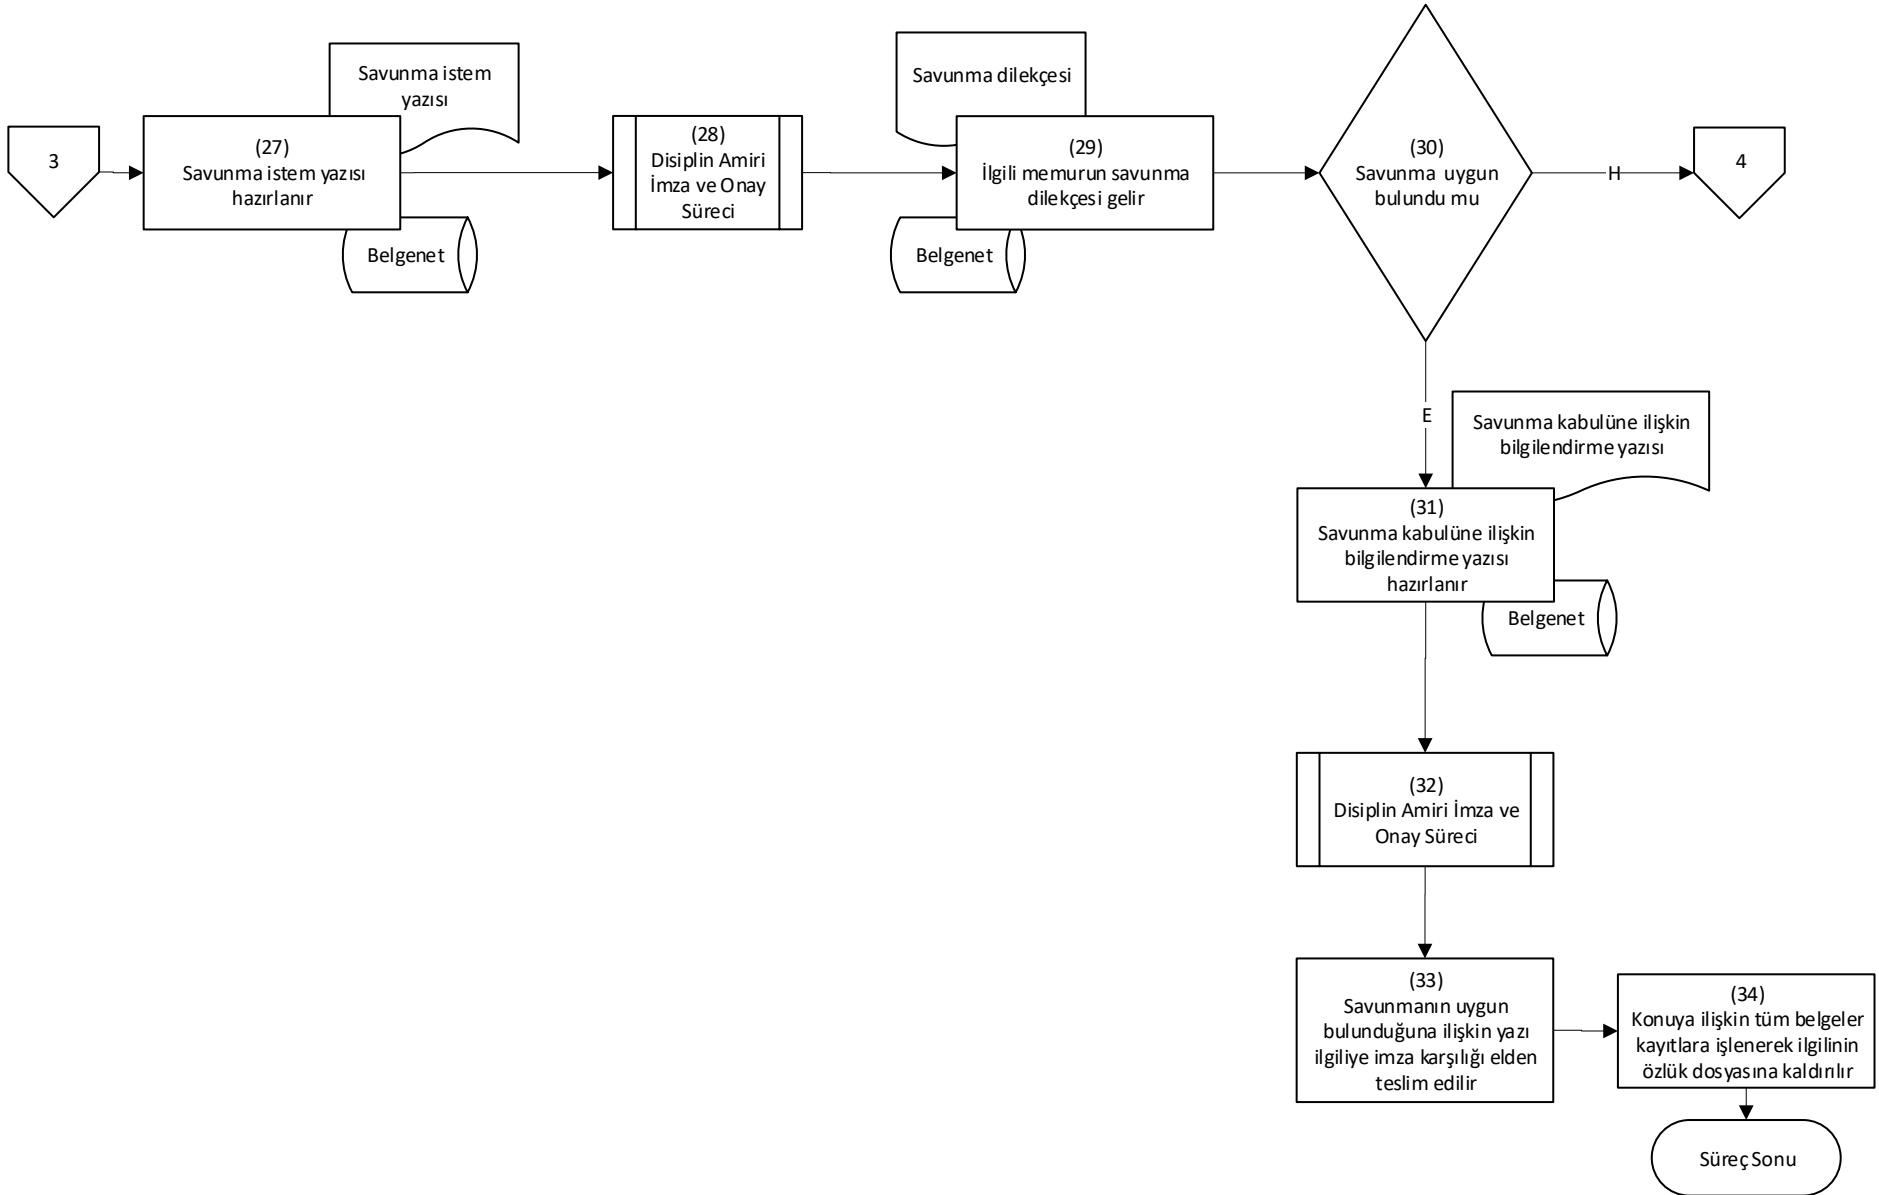 3
Savunma istem
yazısı
(27)
Savunma istem yazısı
hazırlanır
Belgenet
(28)
Disiplin Amiri
İmza ve Onay
Süreci
Savunma dilekçesi
(29)
İlgili memurun savunma
dilekçesi gelir
Belgenet
(30)
Savunma uygun
bulundu mu
H
4
E
Savunma kabulüne ilişkin
bilgilendirme yazısı
(31)
Savunma kabulüne ilişkin
bilgilendirme yazısı
hazırlanır
Belgenet
(32)
Disiplin Amiri İmza ve
Onay Süreci
(33)
Savunmanın uygun
bulunduğuna ilişkin yazı
ilgiliye imza karşılığı elden
teslim edilir
(34)
Konuya ilişkin tüm belgeler
kayıtlara işlenerek ilgilinin
özlük dosyasına kaldırılır
Süreç Sonu